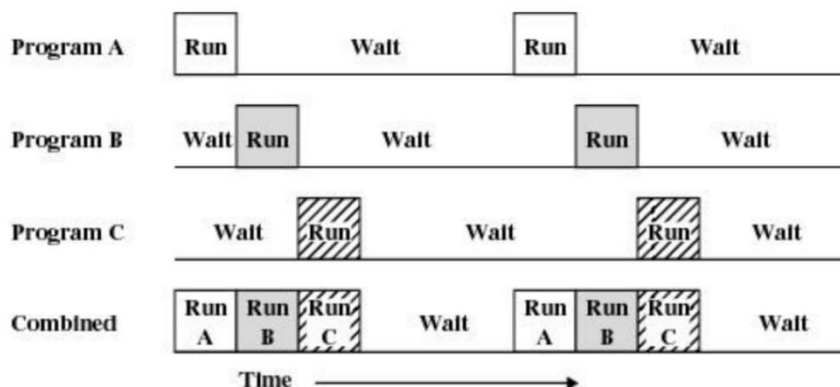 Program A Run Wait Run Wait
Program B Wait Run Wait Run Wait
Program C Wait Run Wait Run Wait
Combined Run A Run B Run C Wait Run A Run B Run C Wait
Time